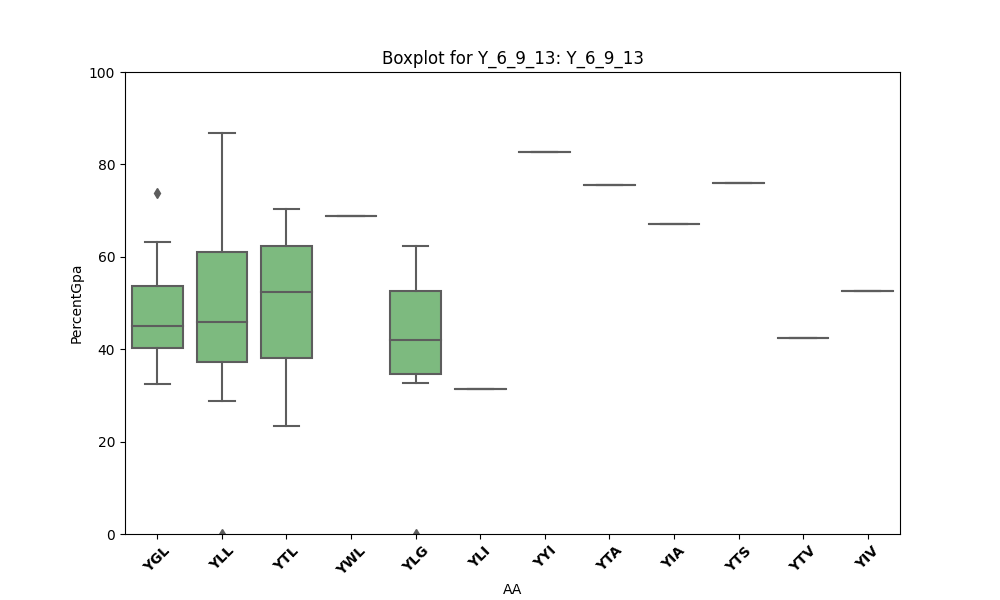 Boxplot for Y_6_9_13: Y_6_9_13
100
80
60
40
20
0
PercentGpa
YGL YLL YTL YWL YLG YLI YYI YTA YIA YTS YTV YIV
AA